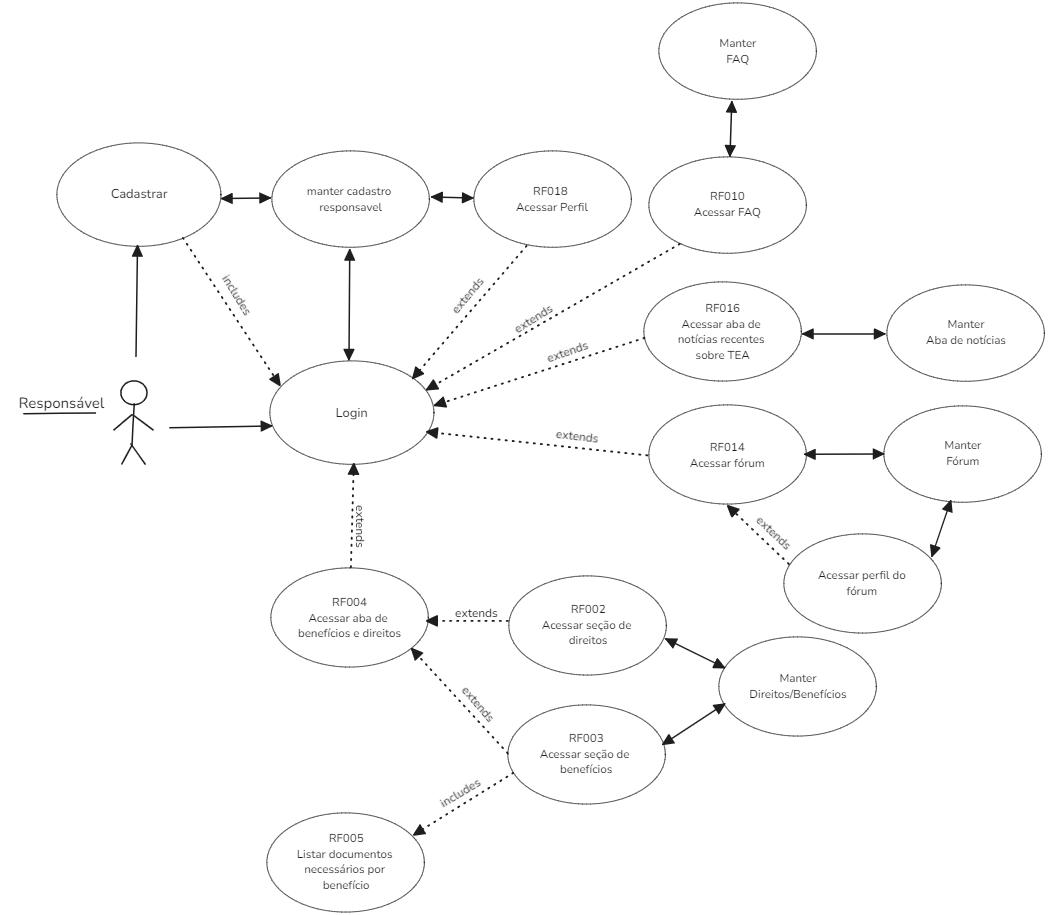 Manter
FAQ
Cadastrar
manter cadastro
responsavel
RF018
Acessar Perfil
RF010
Acessar FAQ
includes
extends
extends
extends
RF016
Acessar aba de
notícias recentes
sobre TEA
Manter
Aba de notícias
Responsável
Login
extends
RF014
Acessar fórum
Manter
Fórum
extends
extends
Acessar perfil do
fórum
RF004
Acessar aba de
benefícios e direitos
extends
RF002
Acessar seção de
direitos
Manter
Direitos/Benefícios
extends
RF003
Acessar seção de
benefícios
includes
RF005
Listar documentos
necessários por
benefício